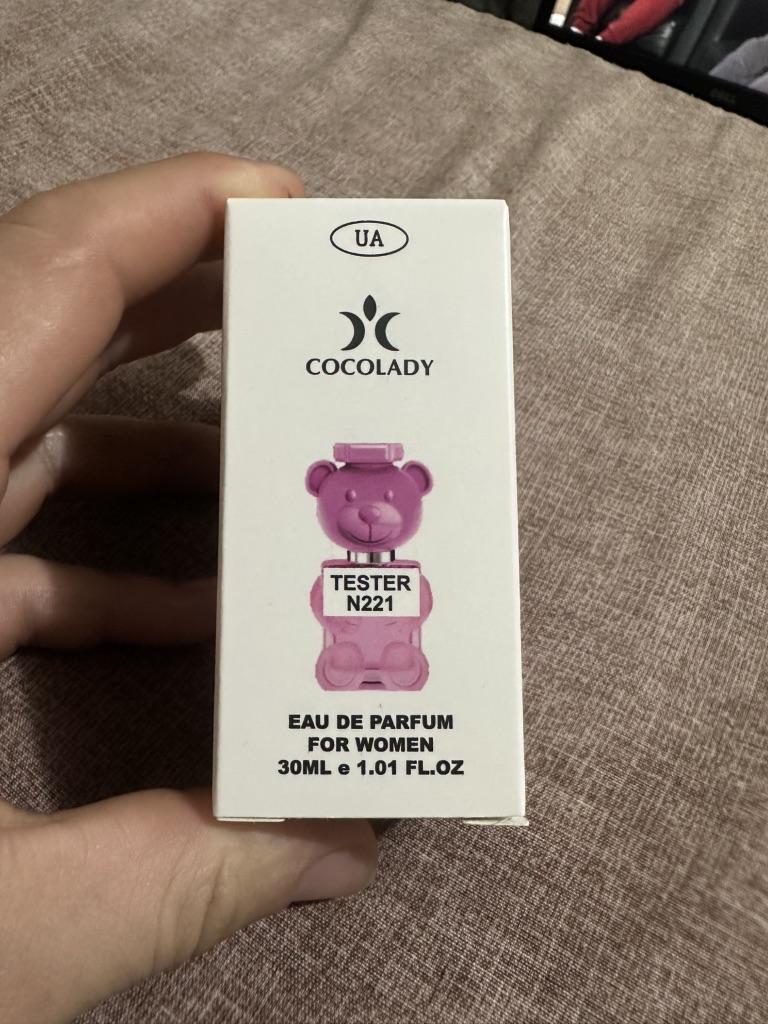 UA
COCOLADY
TESTER
N221
EAU DE PARFUM
FOR WOMEN
30ML e 1.01 FL.OZ